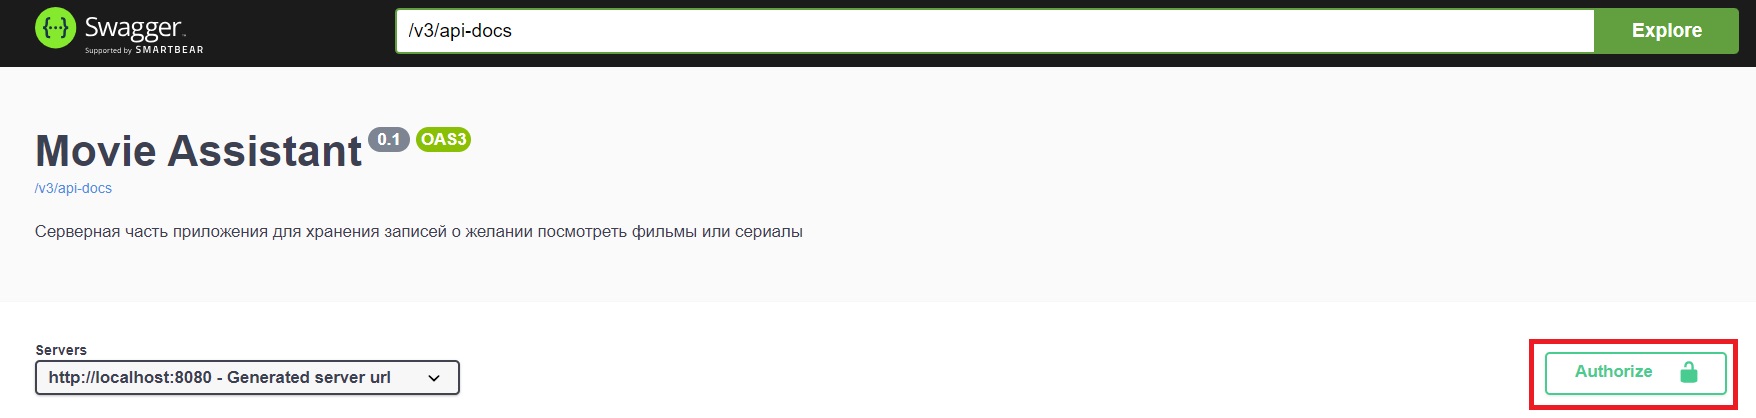 Swagger
Supported by SMARTBEAR
/v3/api-docs
Explore
Movie Assistant 0.1 OAS3
/v3/api-docs
Серверная часть приложения для хранения записей о желании посмотреть фильмы или сериалы
Servers
http://localhost:8080 - Generated server url
Authorize